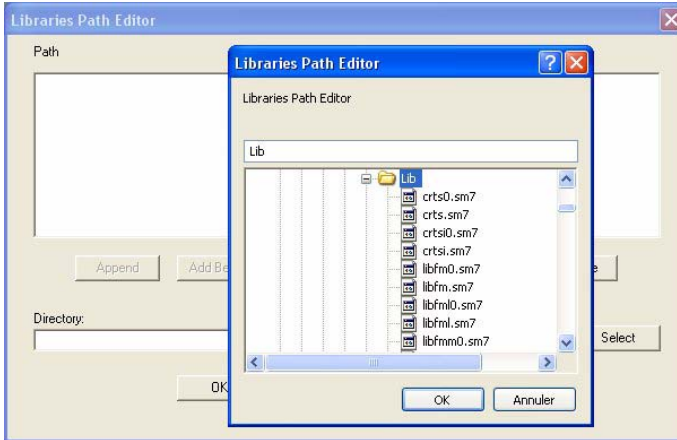 Libraries Path Editor
Path
Append
Add Be
Directory:
Select
OK
Libraries Path Editor
Libraries Path Editor
Lib
Lib
crts0.sm7
crts.sm7
crtsi0.sm7
crtsi.sm7
libfm0.sm7
libfm.sm7
libfml0.sm7
libfml.sm7
libfmm0.sm7
OK
Annuler